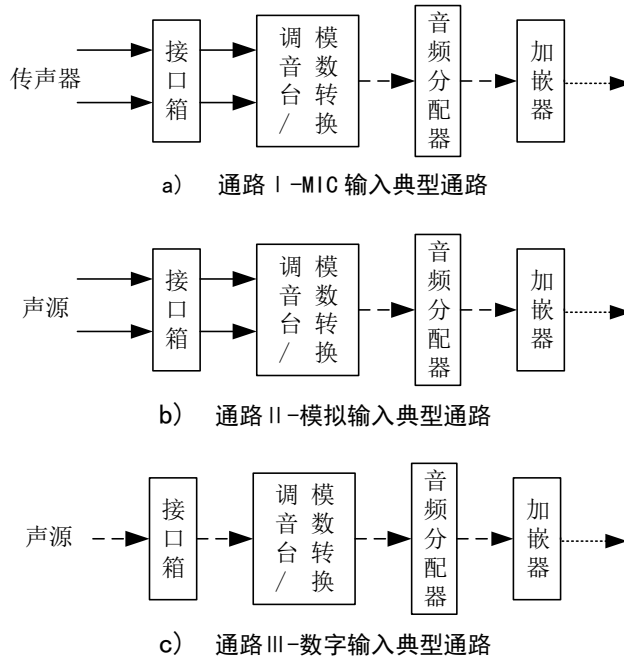 传声器
接口箱
调音台/
模数转换
音频分配器
加嵌器
a) 通路Ⅰ-MIC 输入典型通路
声源
接口箱
调音台/
模数转换
音频分配器
加嵌器
b) 通路Ⅱ-模拟输入典型通路
声源
接口箱
调音台/
模数转换
音频分配器
加嵌器
c) 通路Ⅲ-数字输入典型通路